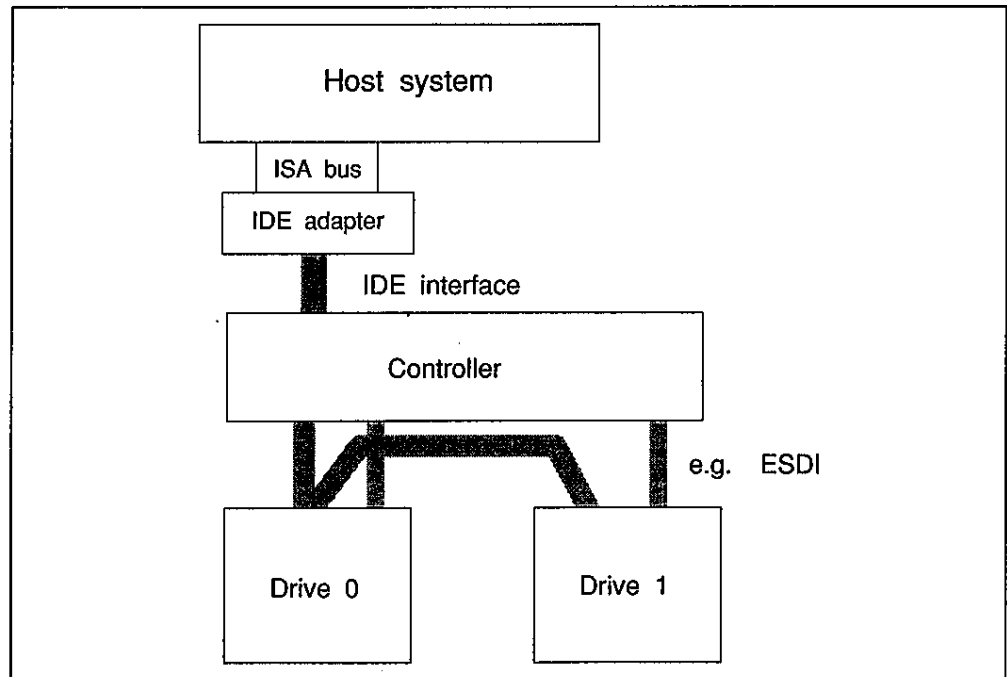 Host system
ISA bus
IDE adapter
IDE interface
Controller
e.g. ESDI
Drive 0
Drive 1